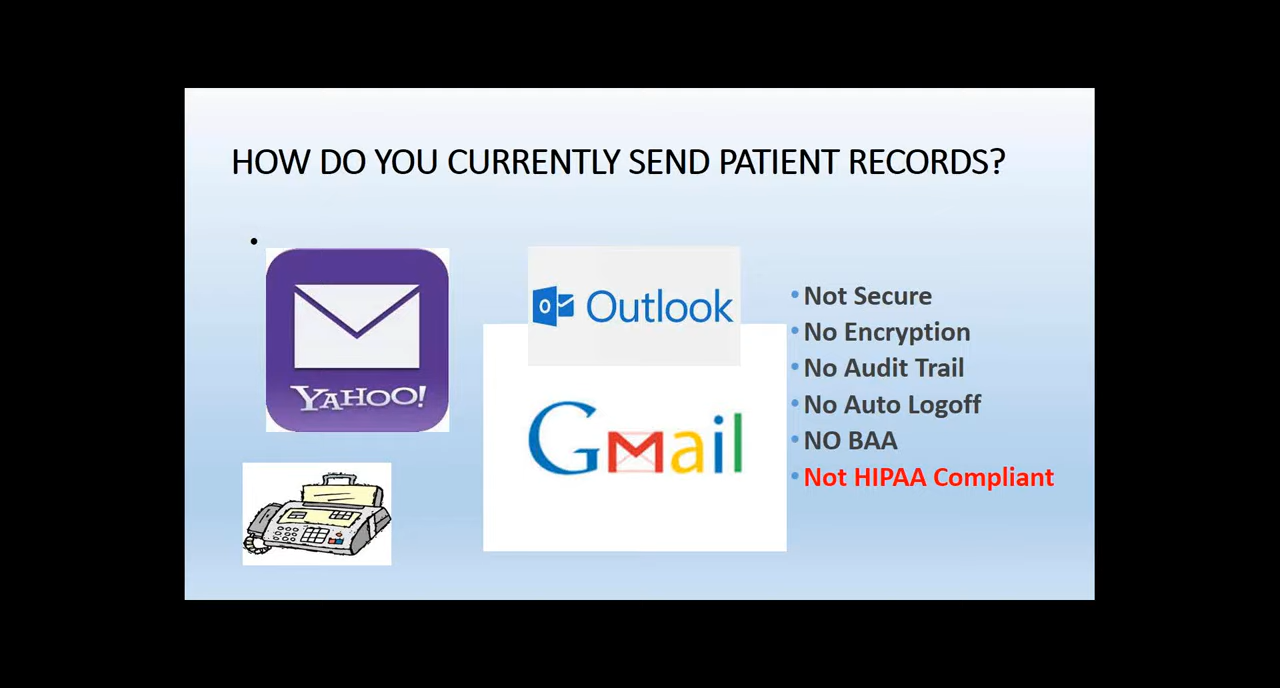 HOW DO YOU CURRENTLY SEND PATIENT RECORDS?
YAHOO!
Outlook
Gmail
• Not Secure
• No Encryption
• No Audit Trail
• No Auto Logoff
• NO BAA
• Not HIPAA Compliant